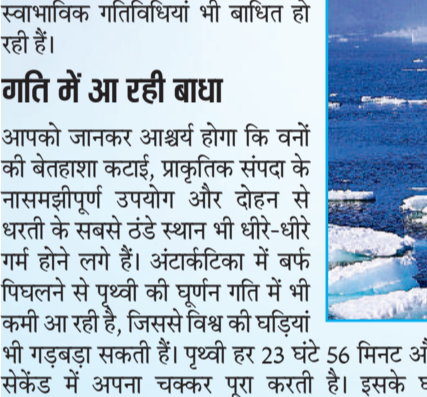 स्वाभाविक गतिविधियां भी बाधित हो
रही हैं।
गति में आ रही बाधा
आपको जानकर आश्चर्य होगा कि वनों
की बेतहाशा कटाई, प्राकृतिक संपदा के
नासमझीपूर्ण उपयोग और दोहन से
धरती के सबसे ठंडे स्थान भी धीरे-धीरे
गर्म होने लगे हैं। अंटार्कटिका में बर्फ
पिघलने से पृथ्वी की घूर्णन गति में भी
कमी आ रही है, जिससे विश्व की घड़ियां
भी गड़बड़ा सकती हैं। पृथ्वी हर 23 घंटे 56 मिनट
सेकेंड में अपना चक्कर पूरा करती है। इसके